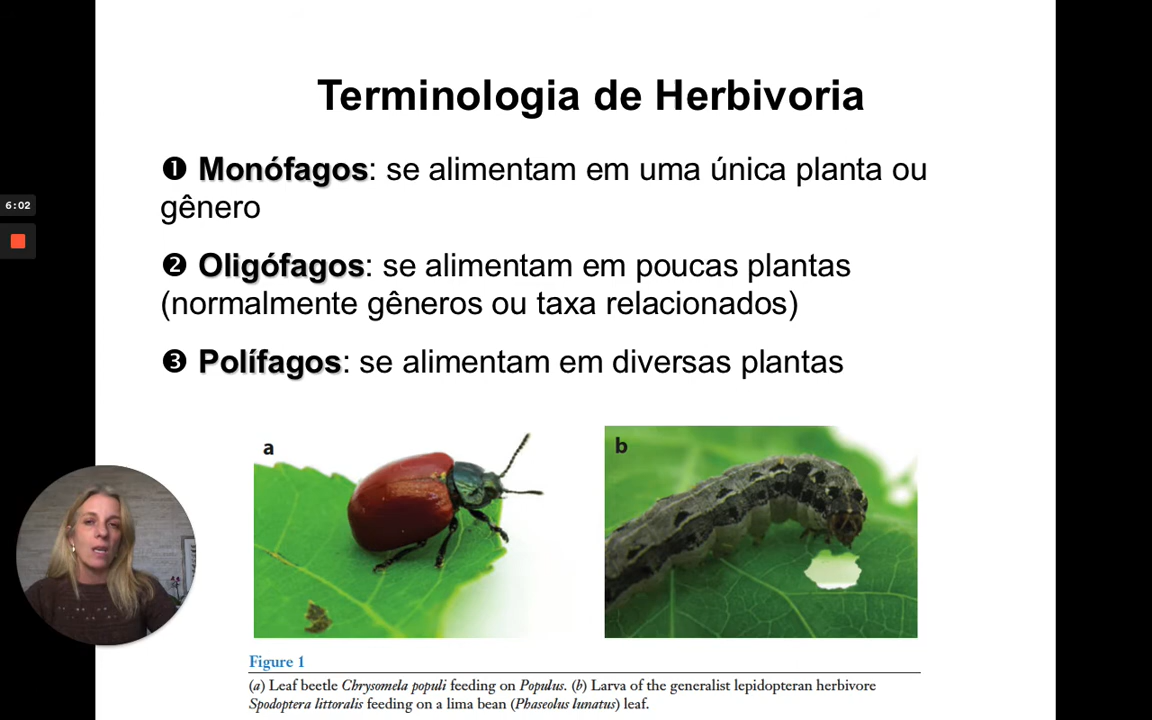 Terminologia de Herbivoria
❶ Monófagos: se alimentam em uma única planta ou
gênero
6:02
❷ Oligófagos: se alimentam em poucas plantas
(normalmente gêneros ou taxa relacionados)
❸ Polífagos: se alimentam em diversas plantas
a
b
Figure 1
(a) Leaf beetle Chrysomela populi feeding on Populus. (b) Larva of the generalist lepidopteran herbivore
Spodoptera littoralis feeding on a lima bean (Phaseolus lunatus) leaf.